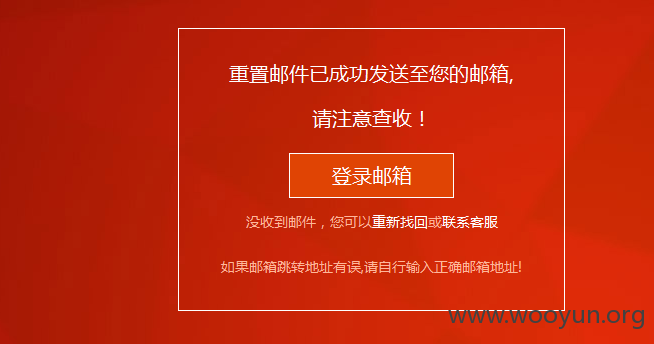 重置邮件已成功发送至您的邮箱,
请注意查收！
登录邮箱
没收到邮件，您可以重新找回或联系客服
如果邮箱跳转地址有误,请自行输入正确邮箱地址!
www.wooyun.org